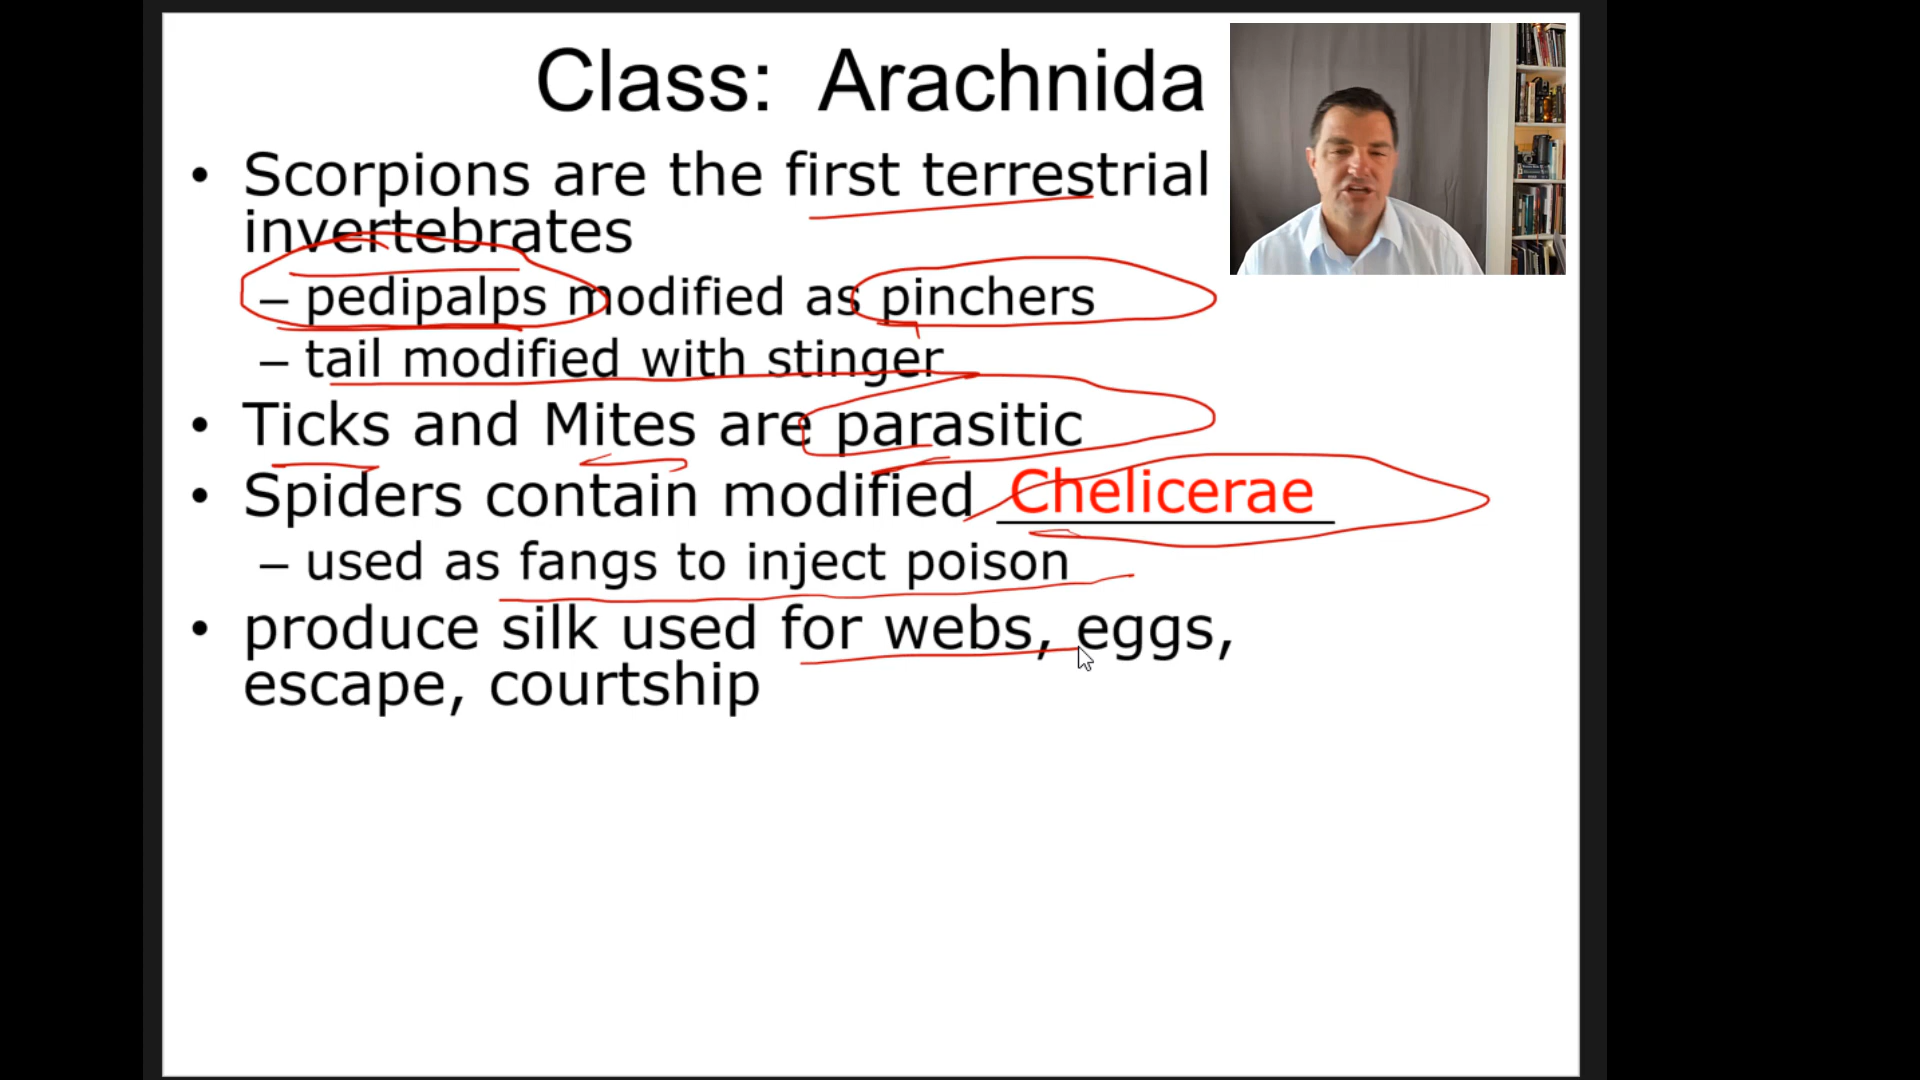 Class: Arachnida
• Scorpions are the first terrestrial
invertebrates
– pedipalps modified as pinchers
– tail modified with stinger
• Ticks and Mites are parasitic
• Spiders contain modified Chelicerae
– used as fangs to inject poison
• produce silk used for webs, eggs,
escape, courtship